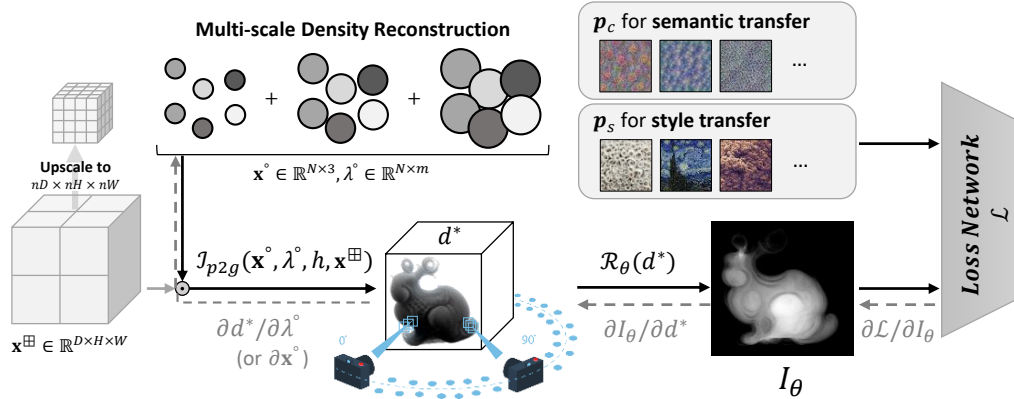 Multi-scale Density Reconstruction
+
+
𝐱° ∈ ℝ^{N×3}, λ° ∈ ℝ^{N×m}
Upscale to
nD × nH × nW
𝐱^⊞ ∈ ℝ^{D×H×W}
ℐ_{p2g}(𝐱°, λ°, h, 𝐱^⊞)
∂d*/∂λ°
(or ∂𝐱°)
d*
0°
90°
p_c for semantic transfer
...
p_s for style transfer
...
ℛ_θ(d*)
∂I_θ/∂d*
I_θ
∂ℒ/∂I_θ
Loss Network
ℒ